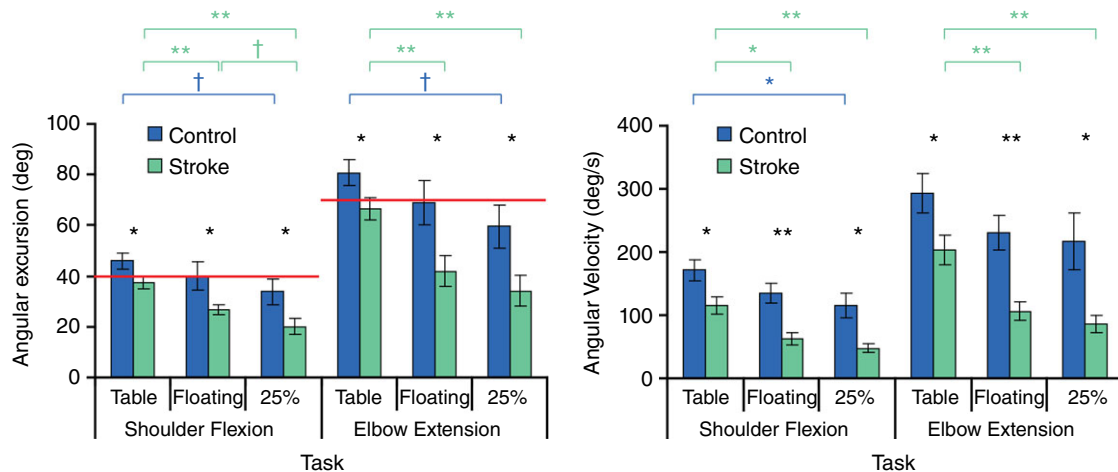 ** ** ** **
** † ** * **
† † *
Angular excursion (deg)
100
80
60
40
20
0
Control
Stroke
* * * * * *
Table Floating 25% Table Floating 25%
Shoulder Flexion Elbow Extension
Task
Angular Velocity (deg/s)
400
300
200
100
0
Control
Stroke
* ** * * ** *
Table Floating 25% Table Floating 25%
Shoulder Flexion Elbow Extension
Task